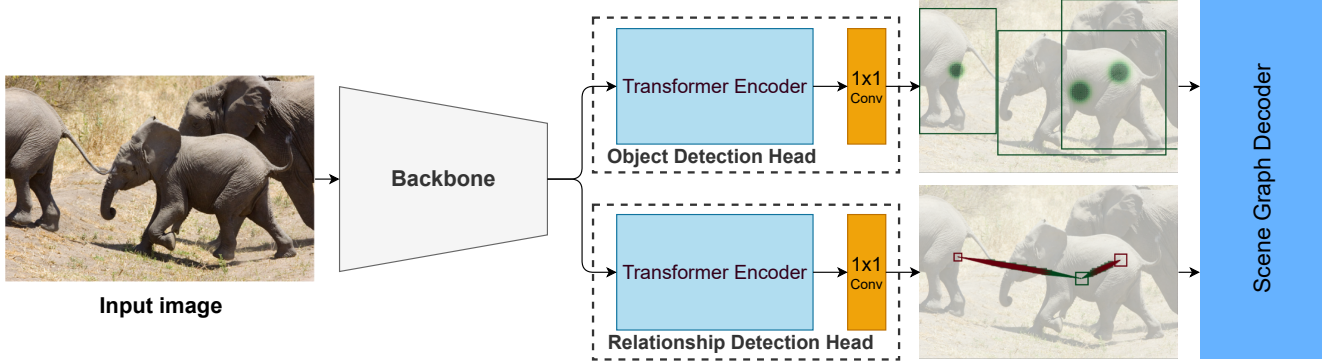 Input image
Backbone
Transformer Encoder
1x1
Conv
Object Detection Head
Transformer Encoder
1x1
Conv
Relationship Detection Head
Scene Graph Decoder